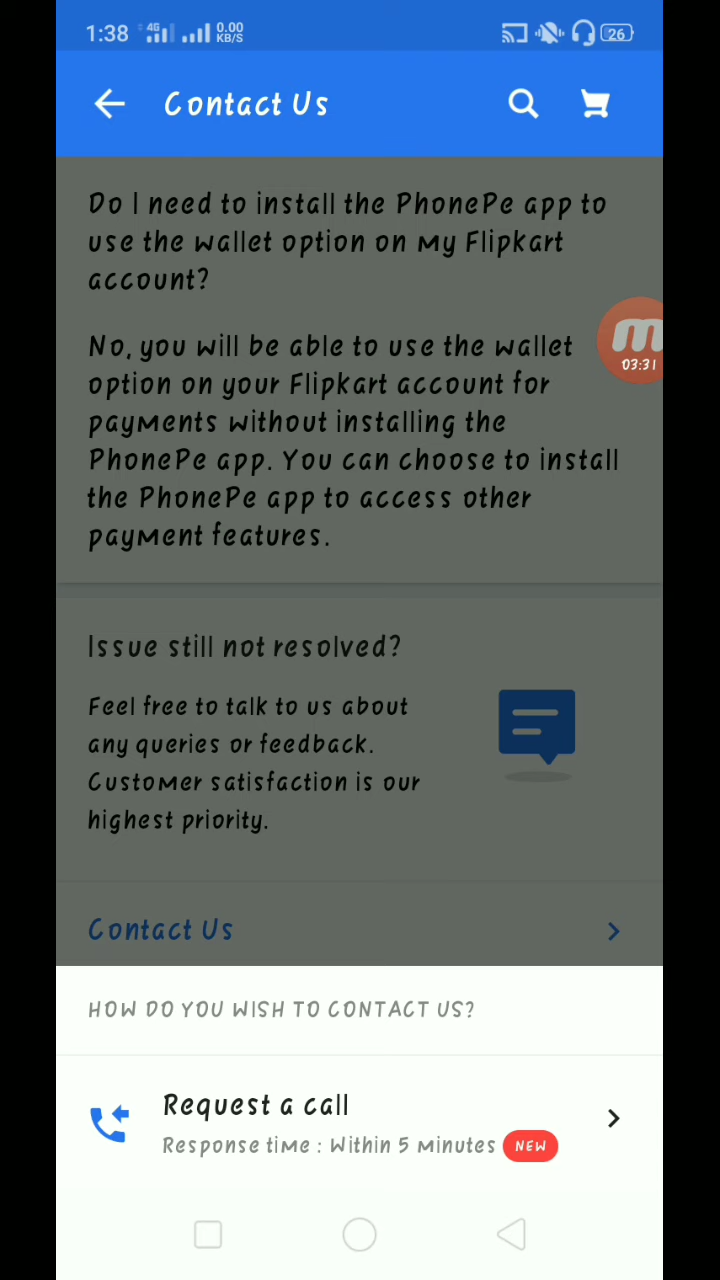 1:38 4G 0.00 KB/S 26
Contact Us
Do I need to install the PhonePe app to
use the wallet option on my Flipkart
account?
No, you will be able to use the wallet
option on your Flipkart account for
payments without installing the
PhonePe app. You can choose to install
the PhonePe app to access other
payment features.
m
03:31
Issue still not resolved?
Feel free to talk to us about
any queries or feedback.
Customer satisfaction is our
highest priority.
Contact Us
HOW DO YOU WISH TO CONTACT US?
Request a call
Response time : Within 5 minutes NEW